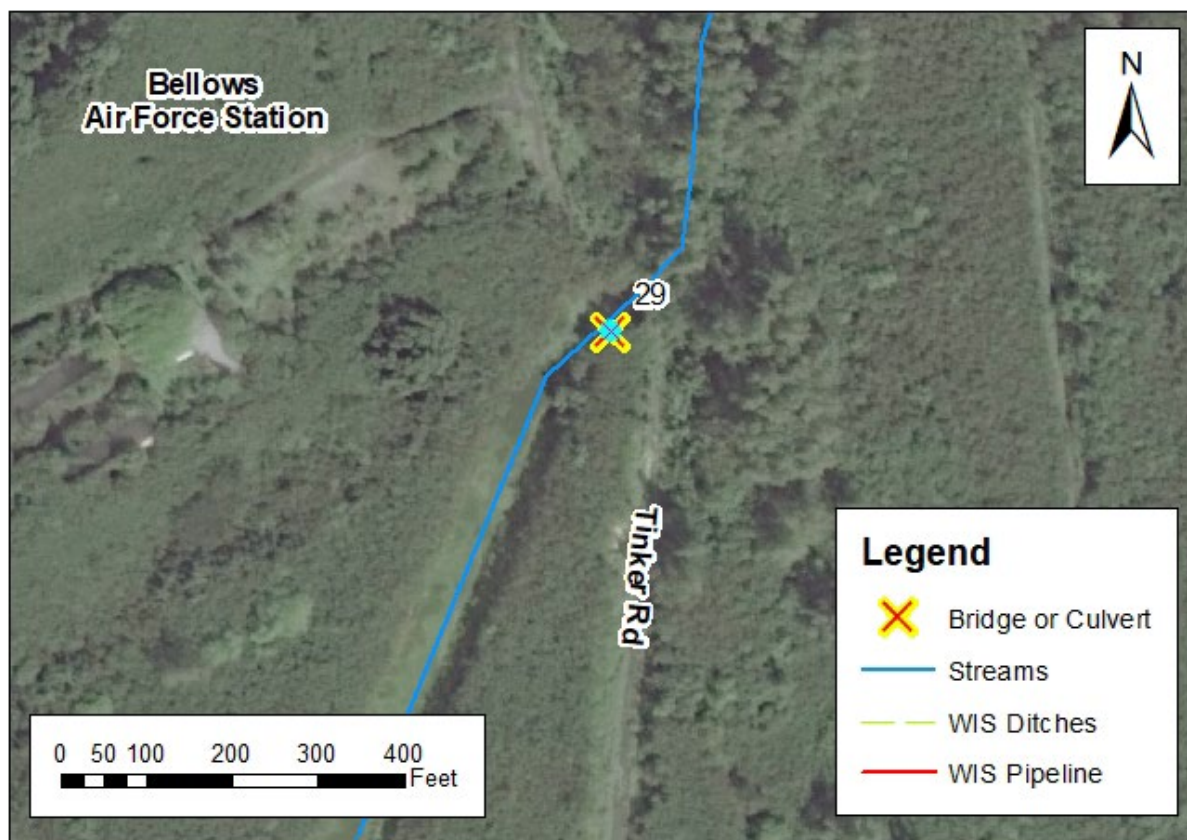 Bellows
Air Force Station
N
29
Tinker Rd
Legend
Bridge or Culvert
Streams
WIS Ditches
WIS Pipeline
0 50 100 200 300 400
Feet